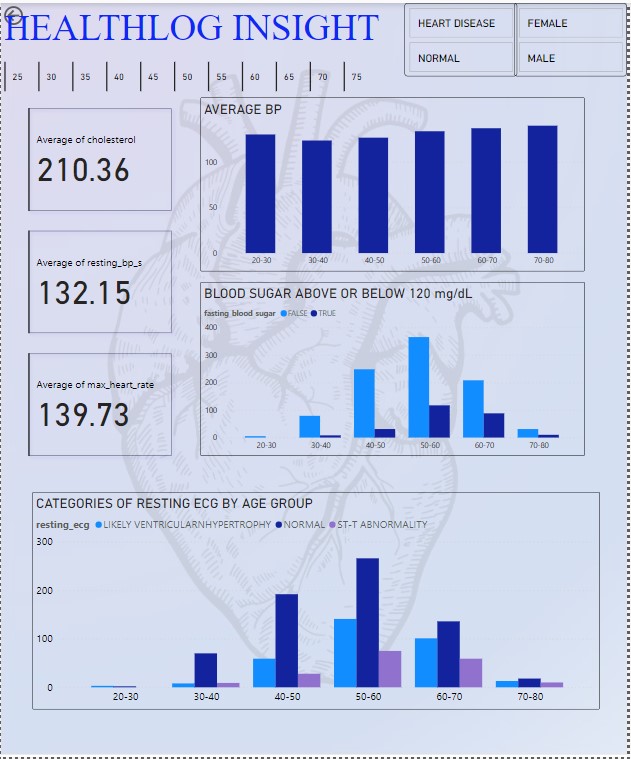 HEALTHLOG INSIGHT
HEART DISEASE
FEMALE
NORMAL
MALE
25 30 35 40 45 50 55 60 65 70 75
Average of cholesterol
210.36
Average of resting_bp_s
132.15
Average of max_heart_rate
139.73
AVERAGE BP
100
50
0
20-30 30-40 40-50 50-60 60-70 70-80
BLOOD SUGAR ABOVE OR BELOW 120 mg/dL
fasting blood sugar FALSE TRUE
400
300
200
100
0
20-30 30-40 40-50 50-60 60-70 70-80
CATEGORIES OF RESTING ECG BY AGE GROUP
resting_ecg LIKELY VENTRICULARNHYPERTROPHY NORMAL ST-T ABNORMALITY
300
200
100
0
20-30 30-40 40-50 50-60 60-70 70-80